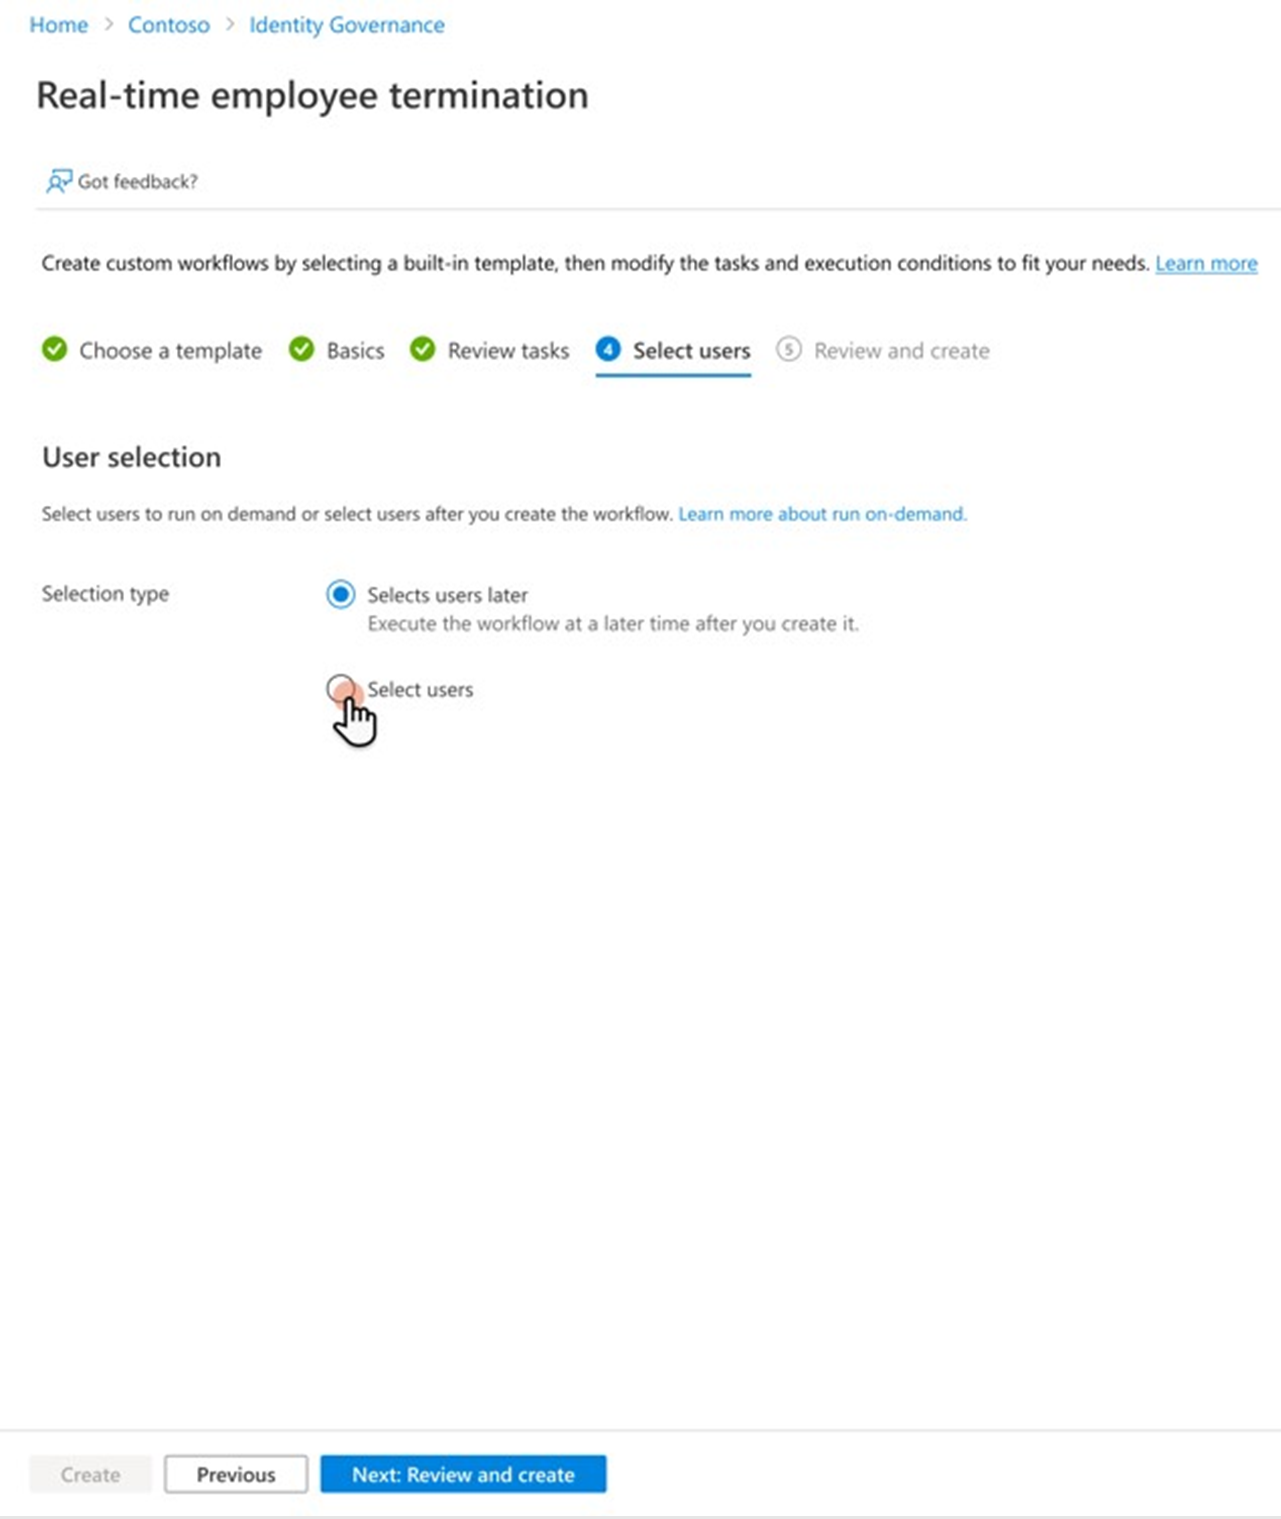 Home > Contoso > Identity Governance
Real-time employee termination
Got feedback?
Create custom workflows by selecting a built-in template, then modify the tasks and execution conditions to fit your needs. Learn more
Choose a template Basics Review tasks 4 Select users 5 Review and create
User selection
Select users to run on demand or select users after you create the workflow. Learn more about run on-demand.
Selection type Selects users later
Execute the workflow at a later time after you create it.
Select users
Create Previous Next: Review and create